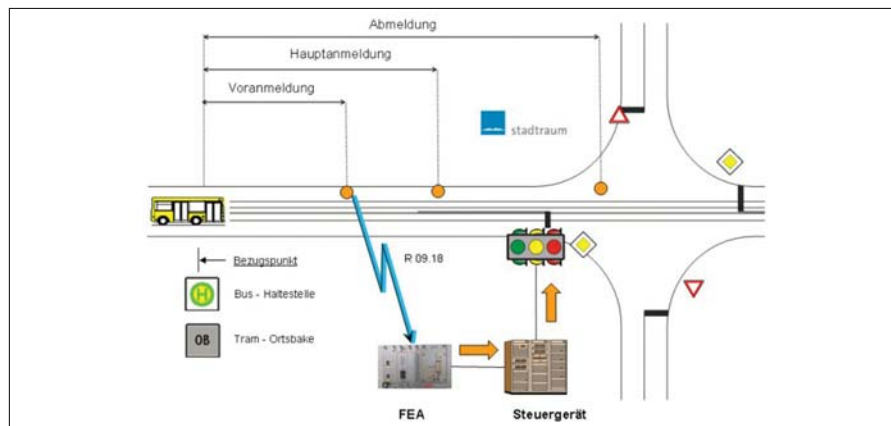 Abmeldung
Hauptanmeldung
Voranmeldung
stadtraum
R 09.18
Bezugspunkt
H
Bus - Haltestelle
OB
Tram - Ortsbake
FEA
Steuergerät